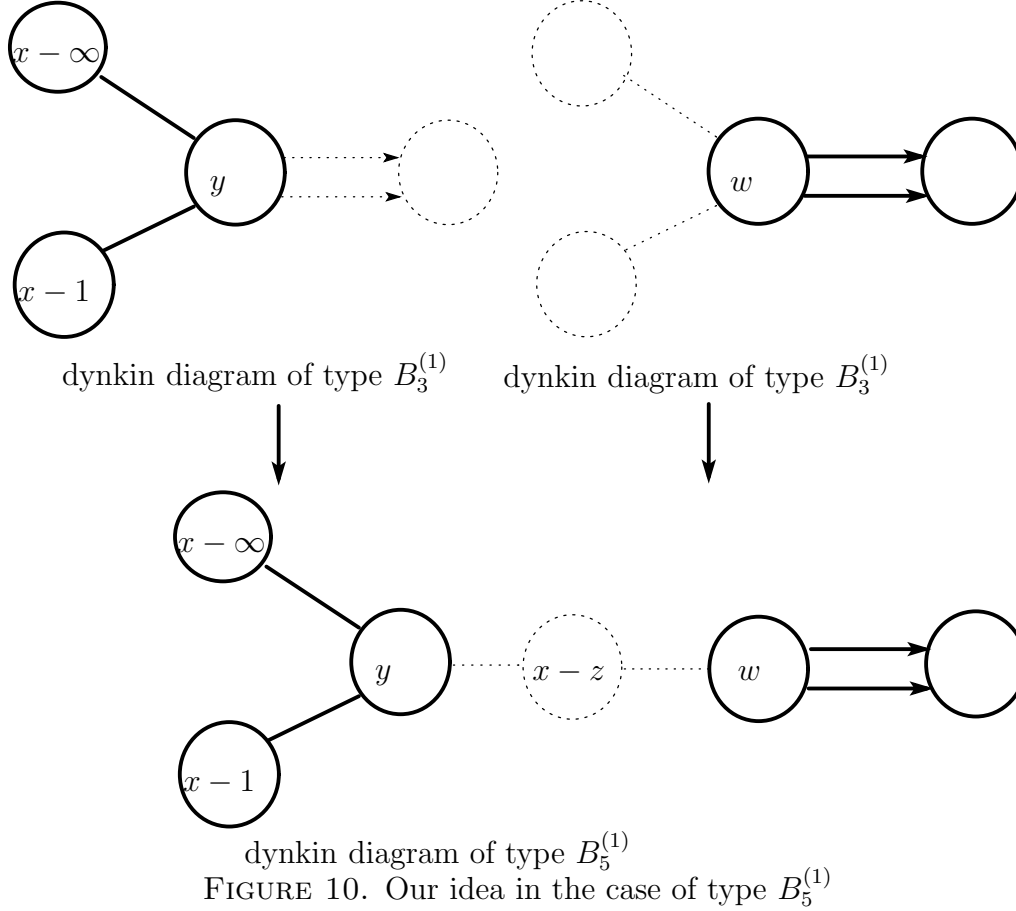 x − ∞
y
w
x − 1
dynkin diagram of type B_3^{(1)}
dynkin diagram of type B_3^{(1)}
x − ∞
y
x − z
w
x − 1
dynkin diagram of type B_5^{(1)}
FIGURE 10. Our idea in the case of type B_5^{(1)}